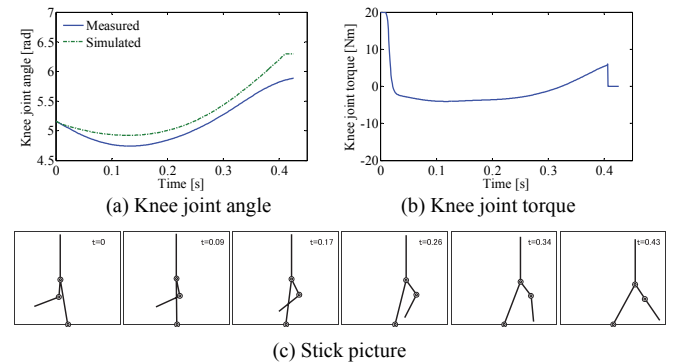 7
6.5
6
5.5
5
4.5
Knee joint angle [rad]
Measured
Simulated
0 0.1 0.2 0.3 0.4
Time [s]
(a) Knee joint angle
20
10
0
-10
-20
Knee joint torque [Nm]
0 0.1 0.2 0.3 0.4
Time [s]
(b) Knee joint torque
t=0
t=0.09
t=0.17
t=0.26
t=0.34
t=0.43
(c) Stick picture